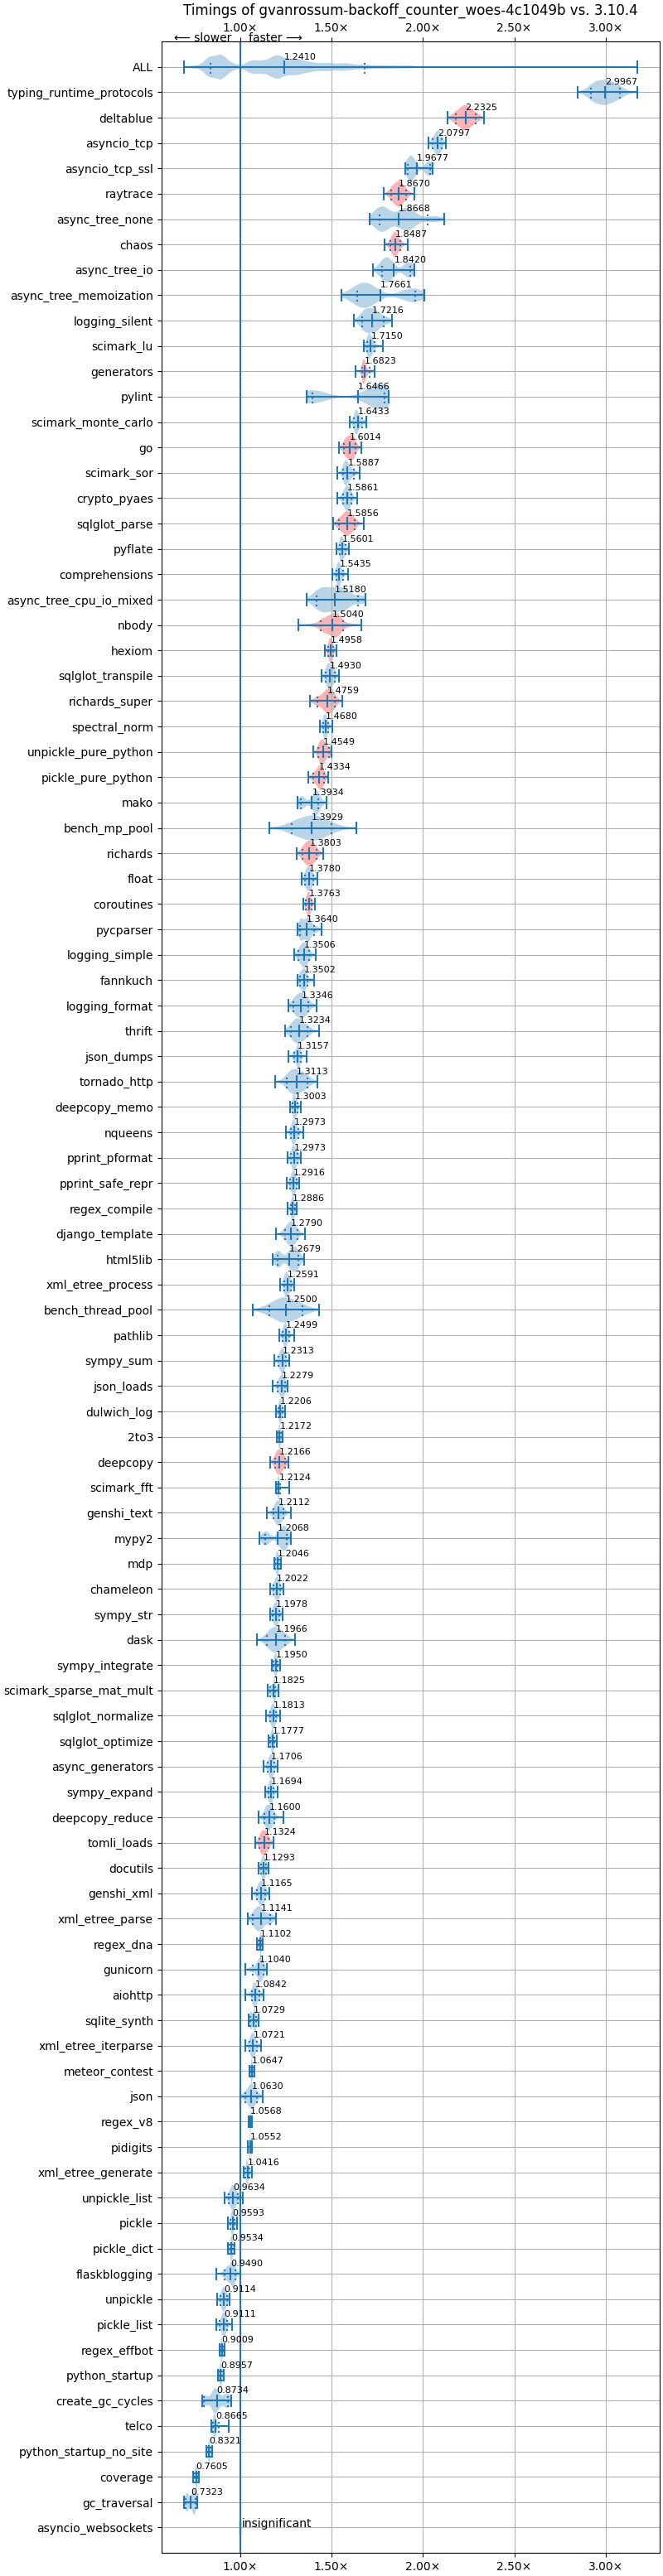 Timings of gvanrossum-backoff_counter_woes-4c1049b vs. 3.10.4
1.00× 1.50× 2.00× 2.50× 3.00×
⟵ slower faster ⟶
ALL 1.2410
typing_runtime_protocols 2.9967
deltablue 2.2325
asyncio_tcp 2.0797
asyncio_tcp_ssl 1.9677
raytrace 1.8670
async_tree_none 1.8668
chaos 1.8487
async_tree_io 1.8420
async_tree_memoization 1.7661
logging_silent 1.7216
scimark_lu 1.7150
generators 1.6823
pylint 1.6466
scimark_monte_carlo 1.6433
go 1.6014
scimark_sor 1.5887
crypto_pyaes 1.5861
sqlglot_parse 1.5856
pyflate 1.5601
comprehensions 1.5435
async_tree_cpu_io_mixed 1.5180
nbody 1.5040
hexiom 1.4958
sqlglot_transpile 1.4930
richards_super 1.4759
spectral_norm 1.4680
unpickle_pure_python 1.4549
pickle_pure_python 1.4334
mako 1.3934
bench_mp_pool 1.3929
richards 1.3803
float 1.3780
coroutines 1.3763
pycparser 1.3640
logging_simple 1.3506
fannkuch 1.3502
logging_format 1.3346
thrift 1.3234
json_dumps 1.3157
tornado_http 1.3113
deepcopy_memo 1.3003
nqueens 1.2973
pprint_pformat 1.2973
pprint_safe_repr 1.2916
regex_compile 1.2886
django_template 1.2790
html5lib 1.2679
xml_etree_process 1.2591
bench_thread_pool 1.2500
pathlib 1.2499
sympy_sum 1.2313
json_loads 1.2279
dulwich_log 1.2206
2to3 1.2172
deepcopy 1.2166
scimark_fft 1.2124
genshi_text 1.2112
mypy2 1.2068
mdp 1.2046
chameleon 1.2022
sympy_str 1.1978
dask 1.1966
sympy_integrate 1.1950
scimark_sparse_mat_mult 1.1825
sqlglot_normalize 1.1813
sqlglot_optimize 1.1777
async_generators 1.1706
sympy_expand 1.1694
deepcopy_reduce 1.1600
tomli_loads 1.1324
docutils 1.1293
genshi_xml 1.1165
xml_etree_parse 1.1141
regex_dna 1.1102
gunicorn 1.1040
aiohttp 1.0842
sqlite_synth 1.0729
xml_etree_iterparse 1.0721
meteor_contest 1.0647
json 1.0630
regex_v8 1.0568
pidigits 1.0552
xml_etree_generate 1.0416
unpickle_list 0.9634
pickle 0.9593
pickle_dict 0.9534
flaskblogging 0.9490
unpickle 0.9114
pickle_list 0.9111
regex_effbot 0.9009
python_startup 0.8957
create_gc_cycles 0.8734
telco 0.8665
python_startup_no_site 0.8321
coverage 0.7605
gc_traversal 0.7323
asyncio_websockets insignificant
1.00× 1.50× 2.00× 2.50× 3.00×